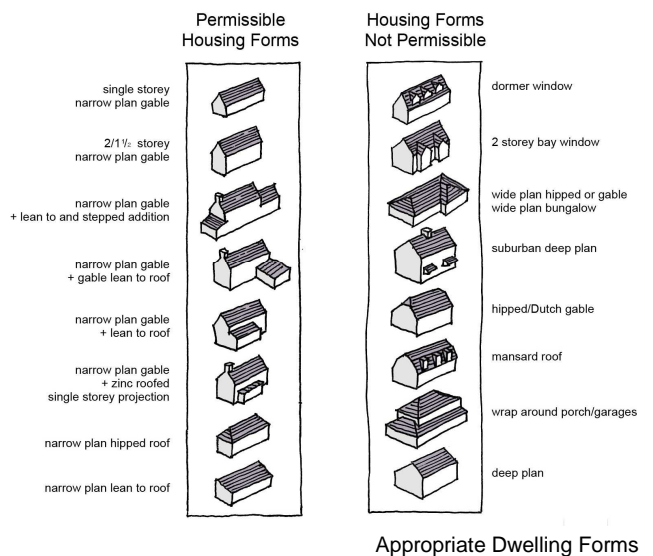 Permissible
Housing Forms
single storey
narrow plan gable
2/1½ storey
narrow plan gable
narrow plan gable
+ lean to and stepped addition
narrow plan gable
+ gable lean to roof
narrow plan gable
+ lean to roof
narrow plan gable
+ zinc roofed
single storey projection
narrow plan hipped roof
narrow plan lean to roof
Housing Forms
Not Permissible
dormer window
2 storey bay window
wide plan hipped or gable
wide plan bungalow
suburban deep plan
hipped/Dutch gable
mansard roof
wrap around porch/garages
deep plan
Appropriate Dwelling Forms